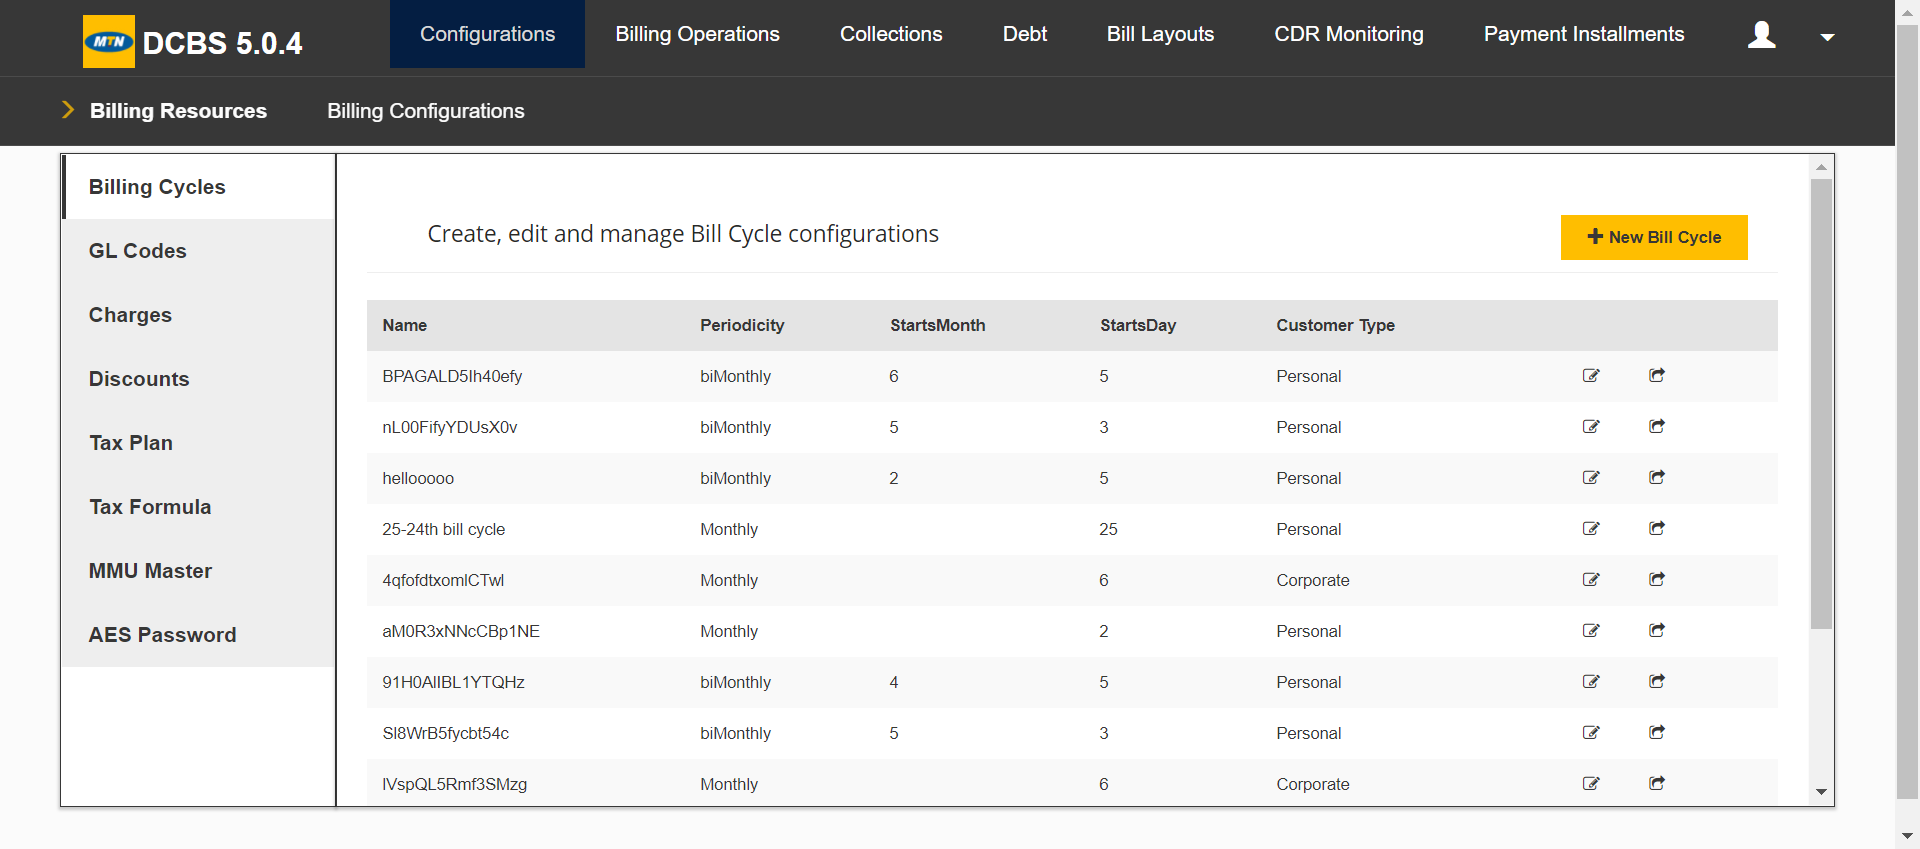 MTN DCBS 5.0.4 Configurations Billing Operations Collections Debt Bill Layouts CDR Monitoring Payment Installments
Billing Resources Billing Configurations
Billing Cycles
GL Codes
Charges
Discounts
Tax Plan
Tax Formula
MMU Master
AES Password
Create, edit and manage Bill Cycle configurations
New Bill Cycle
Name Periodicity StartsMonth StartsDay Customer Type
BPAGALD5Ih40efy biMonthly 6 5 Personal
nL00FifyYDUsX0v biMonthly 5 3 Personal
hellooooo biMonthly 2 5 Personal
25-24th bill cycle Monthly 25 Personal
4qfofdtxomICTwl Monthly 6 Corporate
aM0R3xNNcCBp1NE Monthly 2 Personal
91H0AIIBL1YTQHz biMonthly 4 5 Personal
SI8WrB5fycbt54c biMonthly 5 3 Personal
IVspQL5Rmf3SMzg Monthly 6 Corporate